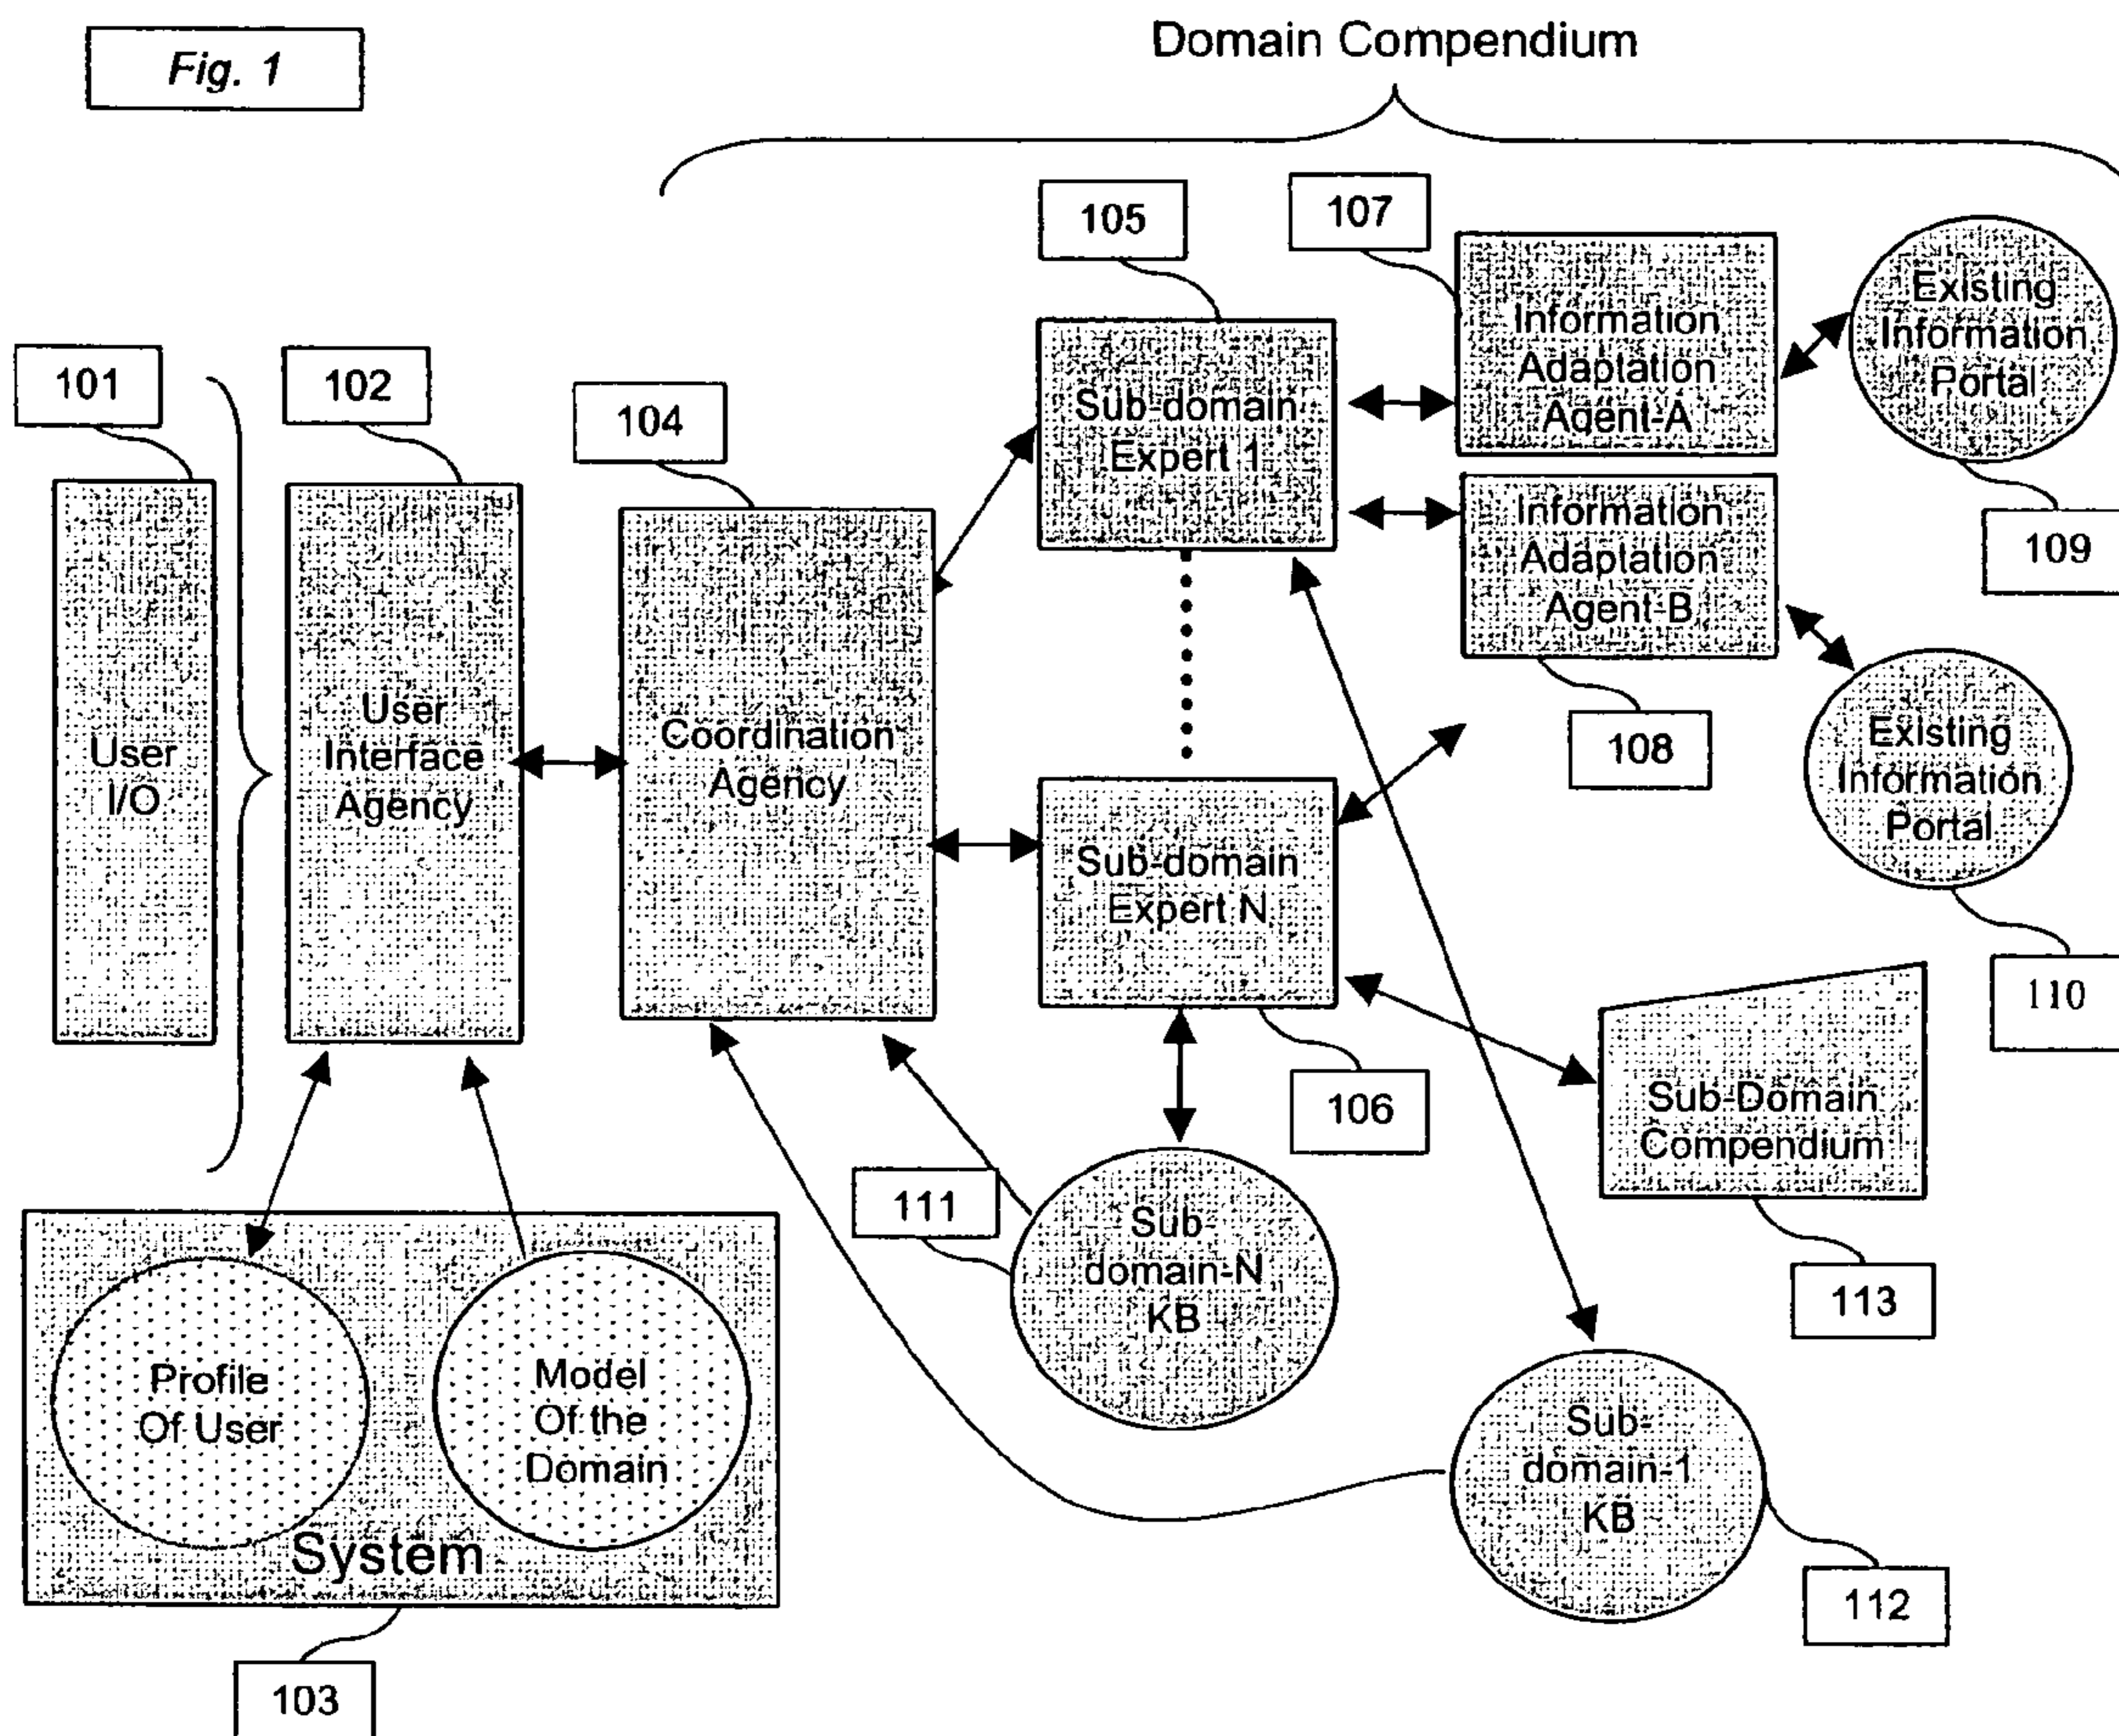 Fig. 1
Domain Compendium
101
102
104
105
107
User
I/O
User
Interface
Agency
Coordination
Agency
Sub-domain
Expert 1
Information
Adaptation
Agent-A
Existing
Information
Portal
109
Information
Adaptation
Agent-B
108
Existing
Information
Portal
110
Sub-domain
Expert N
106
Sub-Domain
Compendium
113
111
Sub-
domain-N
KB
Sub-
domain-1
KB
112
Profile
Of User
Model
Of the
Domain
System
103